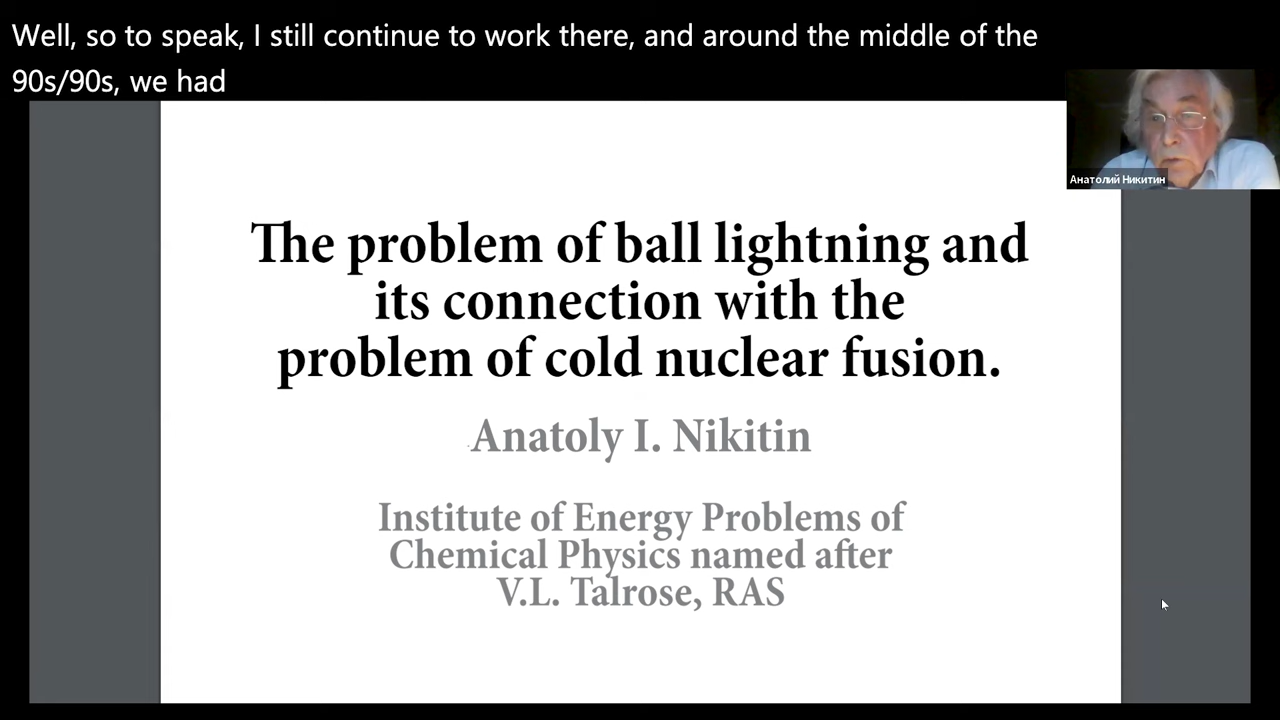 Well, so to speak, I still continue to work there, and around the middle of the
90s/90s, we had
Анатолий Никитин
The problem of ball lightning and
its connection with the
problem of cold nuclear fusion.
Anatoly I. Nikitin
Institute of Energy Problems of
Chemical Physics named after
V.L. Talrose, RAS